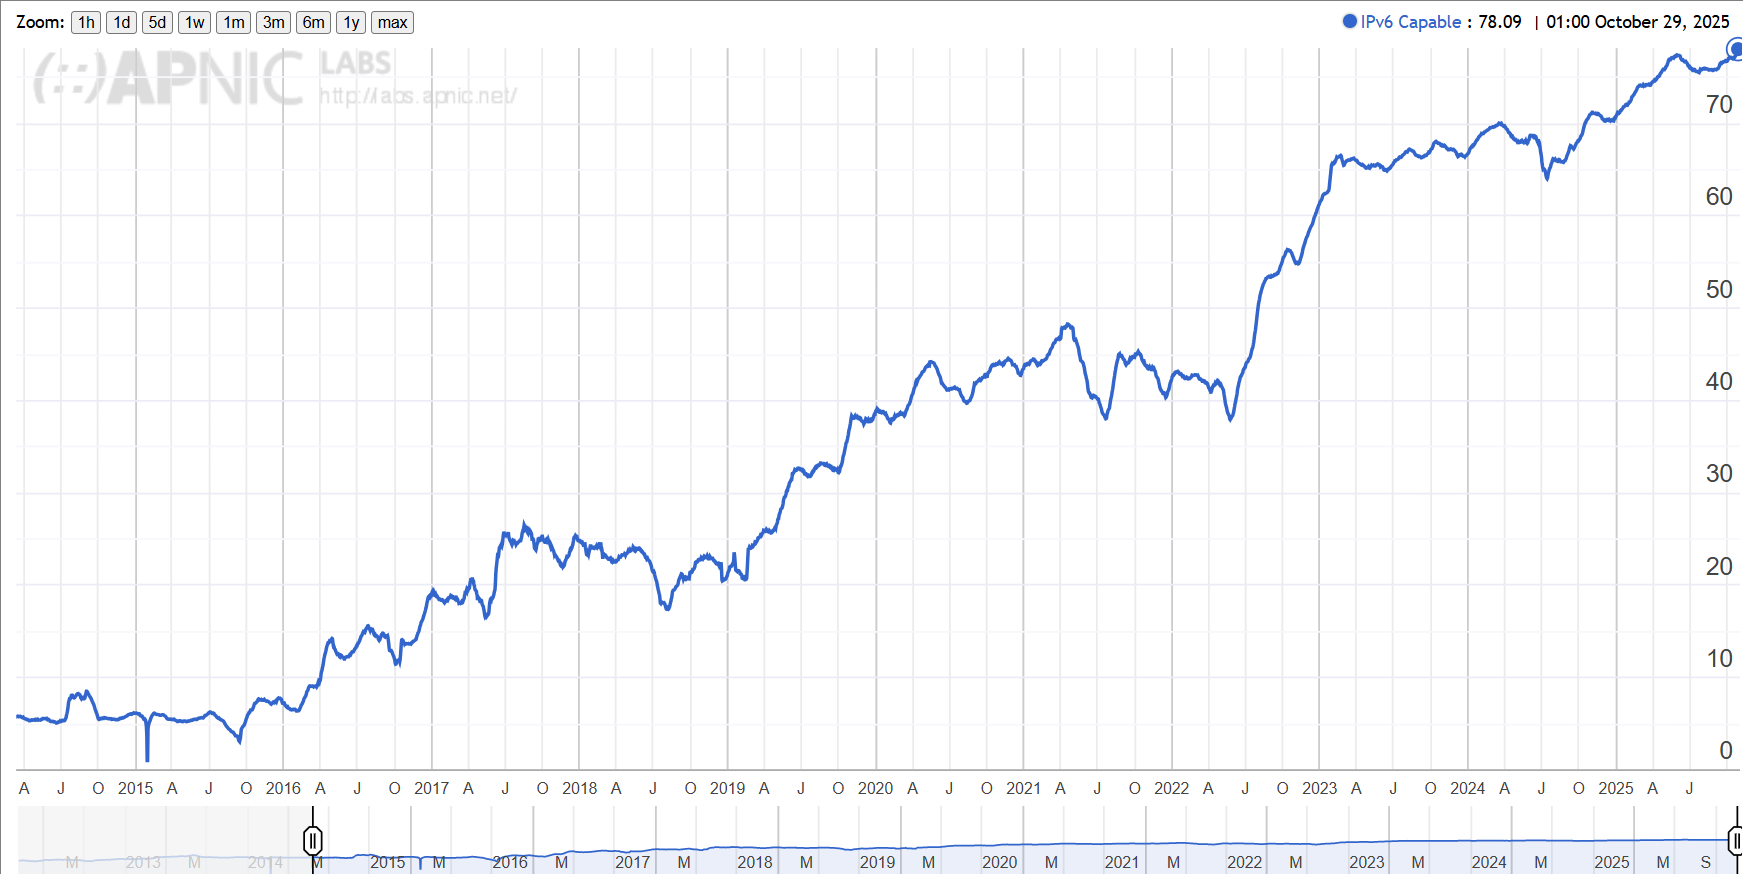 Zoom: 1h 1d 5d 1w 1m 3m 6m 1y max IPv6 Capable : 78.09 | 01:00 October 29, 2025
(::) APNIC LABS
http://labs.apnic.net/
70
60
50
40
30
20
10
0
A J O 2015 A J O 2016 A J O 2017 A J O 2018 A J O 2019 A J O 2020 A J O 2021 A J O 2022 A J O 2023 A J O 2024 A J O 2025 A J
M 2013 M 2014 M 2015 M 2016 M 2017 M 2018 M 2019 M 2020 M 2021 M 2022 M 2023 M 2024 M 2025 M S